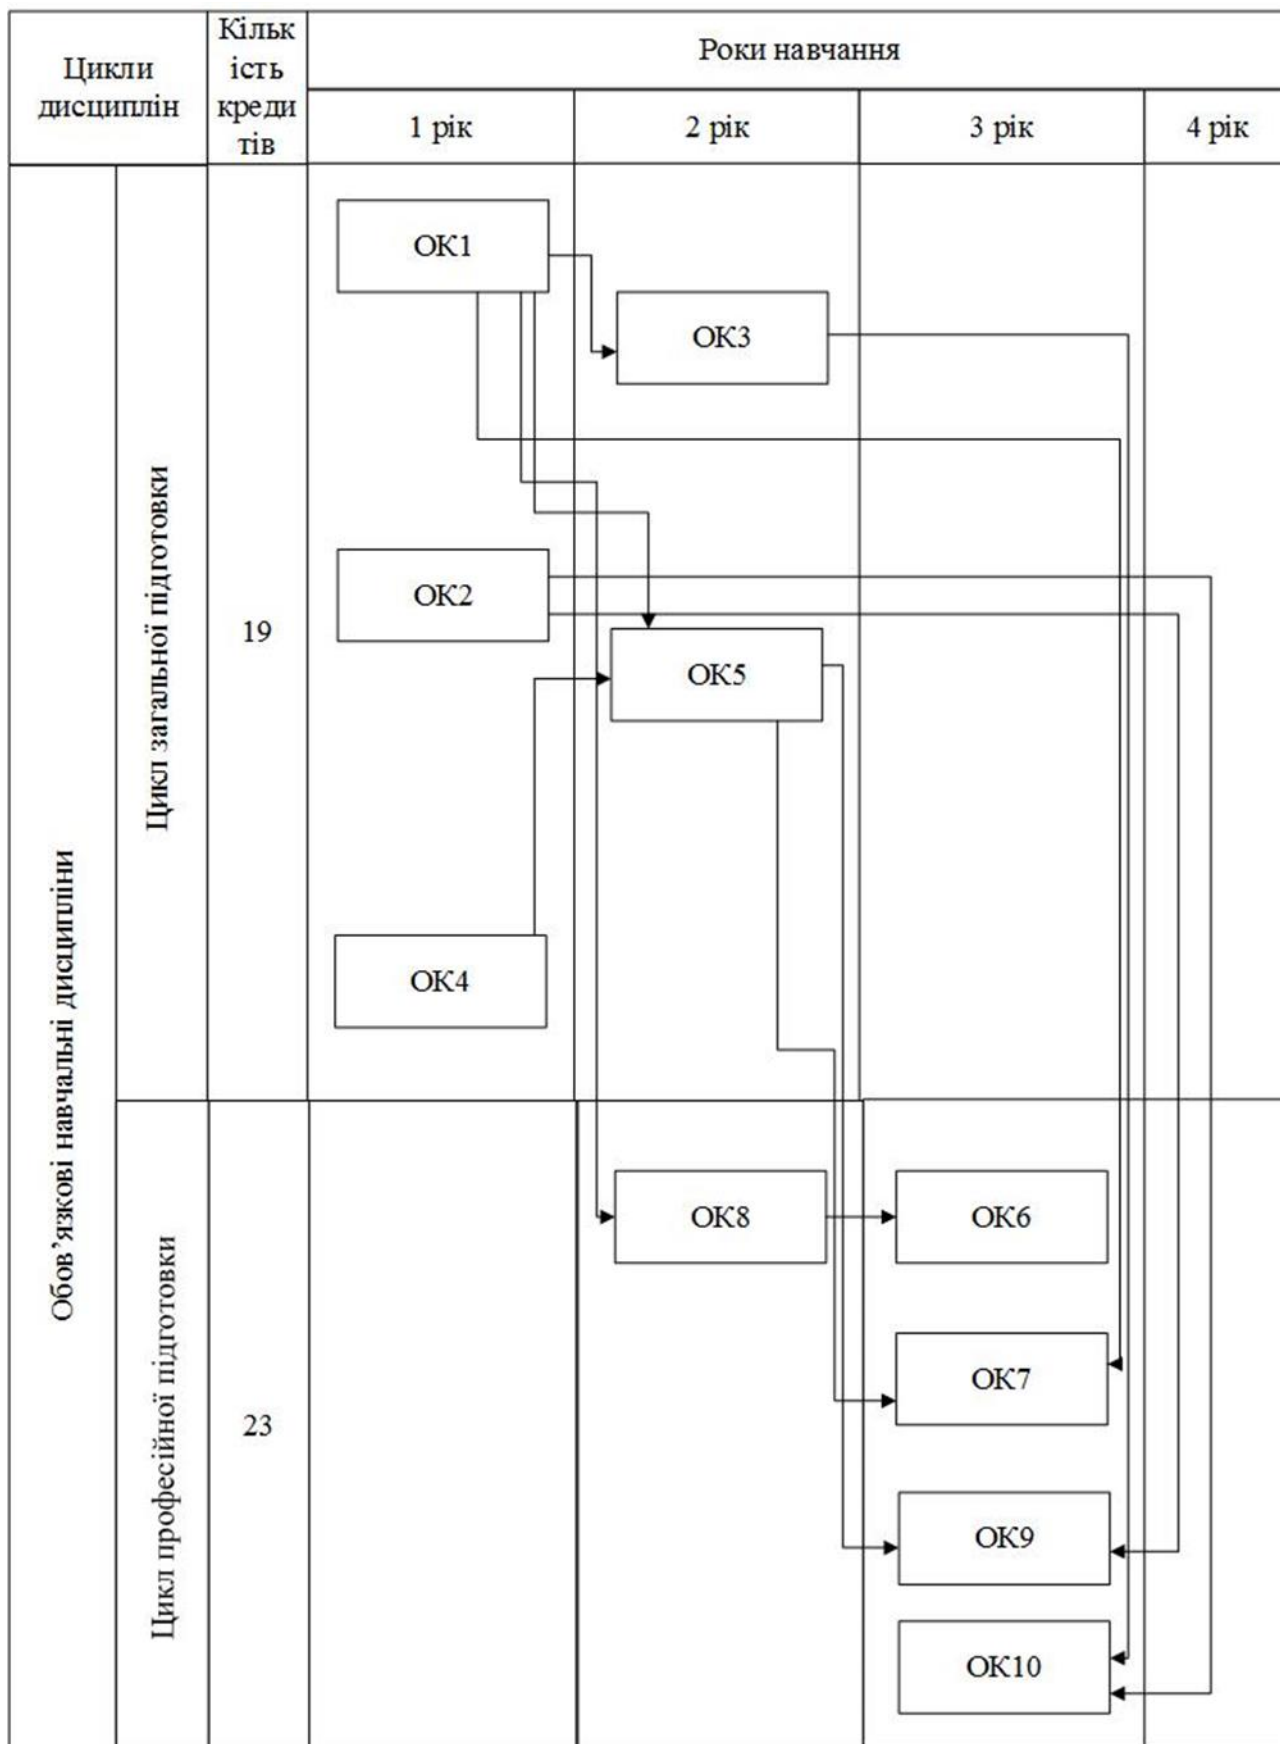 Цикли
дисциплін
Кільк
ість
креди
тів
Роки навчання
1 рік
2 рік
3 рік
4 рік
Обов’язкові навчальні дисципліни
Цикл загальної підготовки
19
ОК1
ОК3
ОК2
ОК5
ОК4
Цикл професійної підготовки
23
ОК8
ОК6
ОК7
ОК9
ОК10